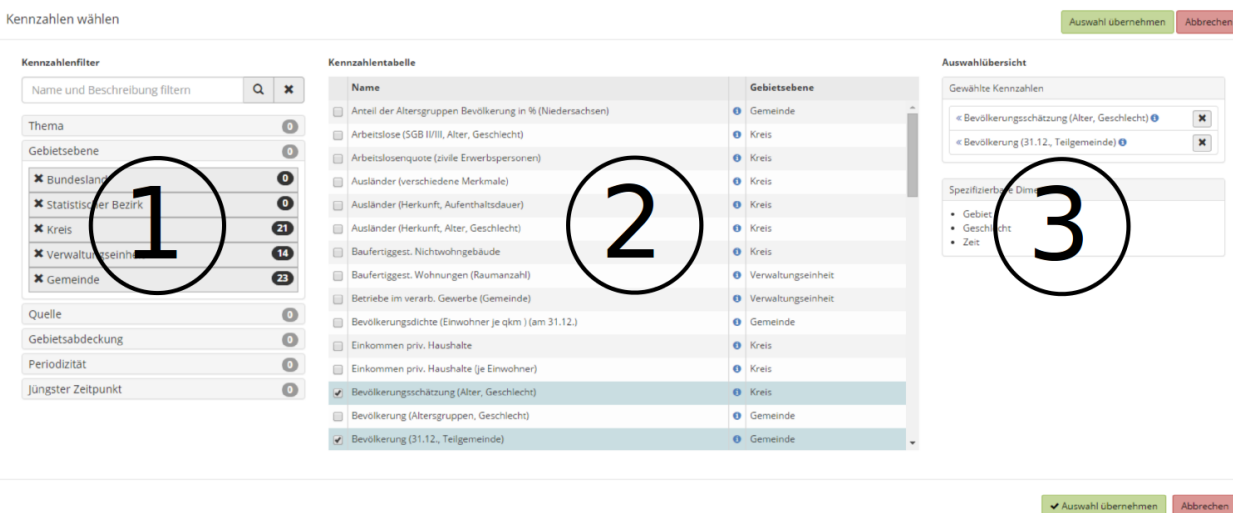 Kennzahlen wählen
Auswahl übernehmen Abbrechen
Kennzahlenfilter
Name und Beschreibung filtern
Thema 0
Gebietsebene 0
Bundesland 0
Statistischer Bezirk 0
Kreis 21
Verwaltungseinhe 14
Gemeinde 23
Quelle 0
Gebietsabdeckung 0
Periodizität 0
Jüngster Zeitpunkt 0
1
Kennzahlentabelle
Name Gebietsebene
Anteil der Altersgruppen Bevölkerung in % (Niedersachsen) Gemeinde
Arbeitslose (SGB II/III, Alter, Geschlecht) Kreis
Arbeitslosenquote (zivile Erwerbspersonen) Kreis
Ausländer (verschiedene Merkmale) Kreis
Ausländer (Herkunft, Aufenthaltsdauer) Kreis
Ausländer (Herkunft, Alter, Geschlecht) Kreis
Baufertiggest. Nichtwohngebäude Kreis
Baufertiggest. Wohnungen (Raumanzahl) Verwaltungseinheit
Betriebe im verarb. Gewerbe (Gemeinde) Verwaltungseinheit
Bevölkerungsdichte (Einwohner je qkm ) (am 31.12.) Gemeinde
Einkommen priv. Haushalte Kreis
Einkommen priv. Haushalte (je Einwohner) Kreis
Bevölkerungsschätzung (Alter, Geschlecht) Kreis
Bevölkerung (Altersgruppen, Geschlecht) Gemeinde
Bevölkerung (31.12., Teilgemeinde) Gemeinde
2
Auswahlübersicht
Gewählte Kennzahlen
« Bevölkerungsschätzung (Alter, Geschlecht)
« Bevölkerung (31.12., Teilgemeinde)
Spezifizierbare Dime
• Gebiet
• Geschlecht
• Zeit
3
Auswahl übernehmen Abbrechen